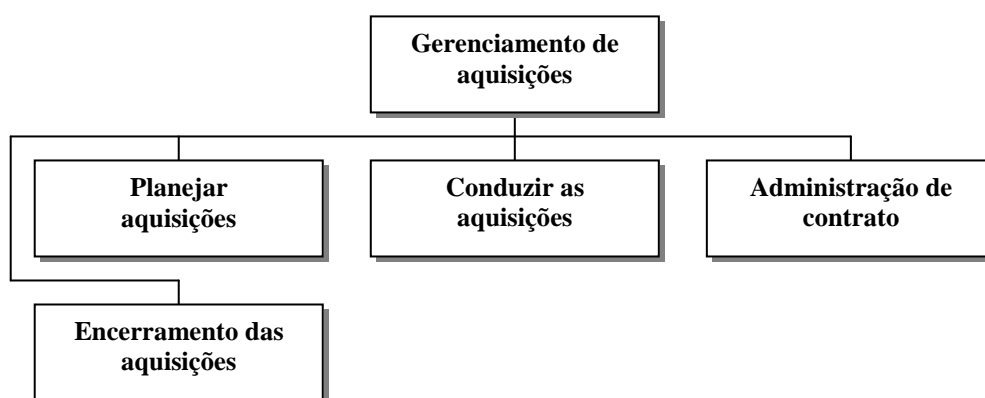 Gerenciamento de
aquisições
Planejar
aquisições
Conduzir as
aquisições
Administração de
contrato
Encerramento das
aquisições